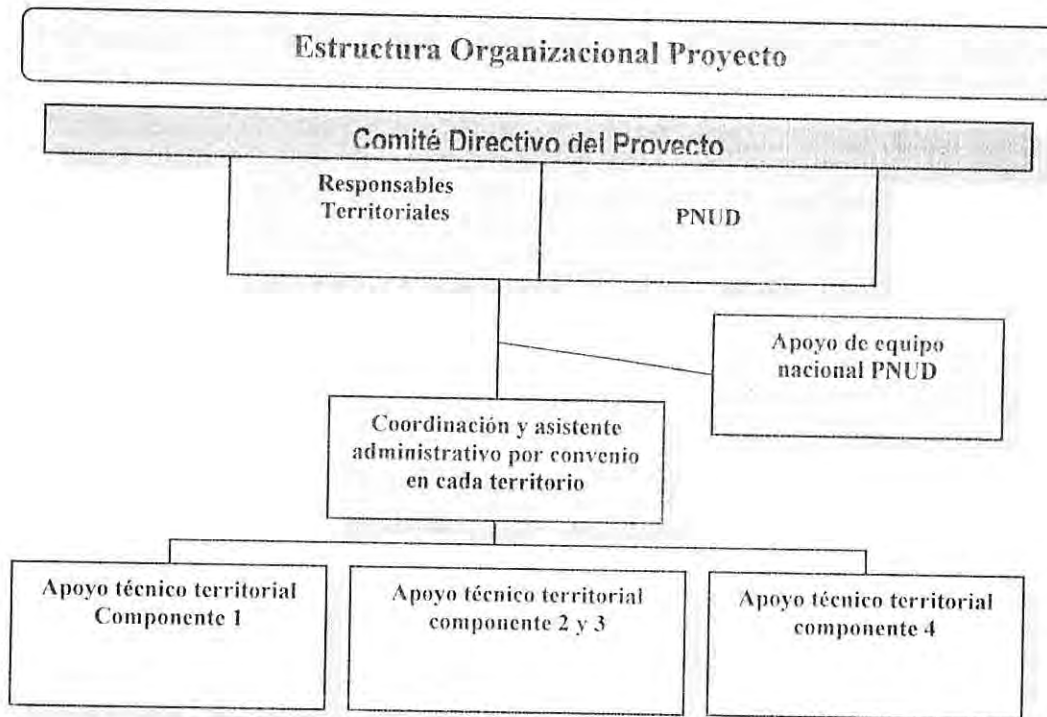 Estructura Organizacional Proyecto
Comité Directivo del Proyecto
Responsables
Territoriales
PNUD
Apoyo de equipo
nacional PNUD
Coordinación y asistente
administrativo por convenio
en cada territorio
Apoyo técnico territorial
Componente 1
Apoyo técnico territorial
componente 2 y 3
Apoyo técnico territorial
componente 4